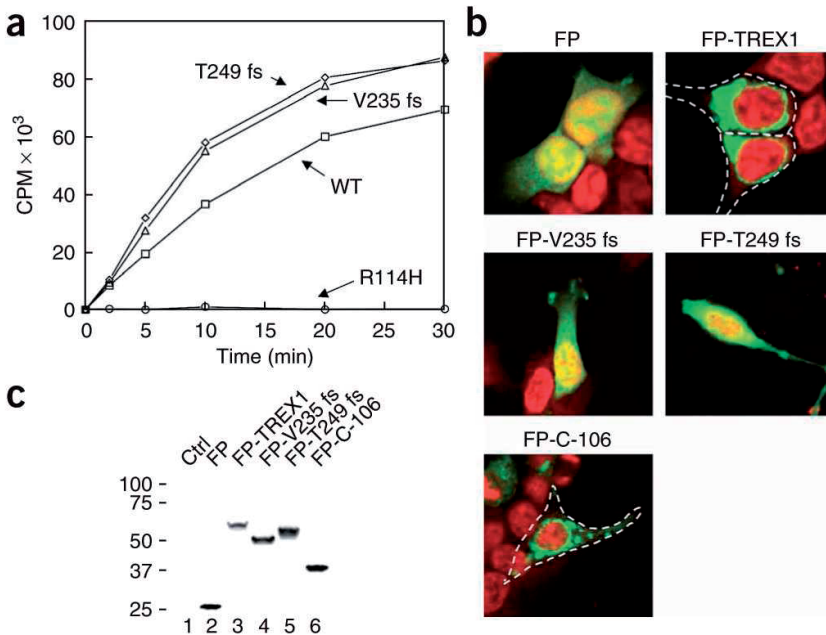 a
100
80
60
40
20
0
CPM × 10³
0 5 10 15 20 25 30
Time (min)
T249 fs
V235 fs
WT
R114H
b
FP
FP-TREX1
FP-V235 fs
FP-T249 fs
FP-C-106
c
Ctrl
FP
FP-TREX1
FP-V235 fs
FP-T249 fs
FP-C-106
100 -
75 -
50 -
37 -
25 -
1 2 3 4 5 6